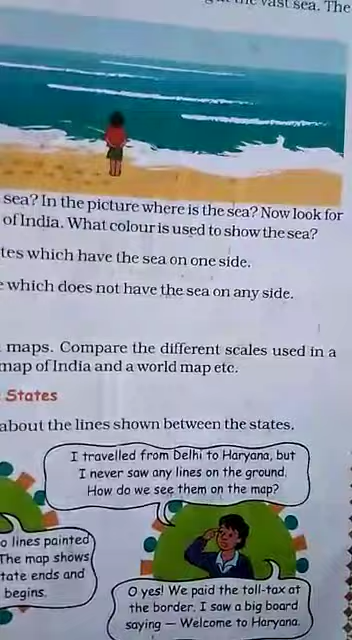 the vast sea. The
sea? In the picture where is the sea? Now look for
of India. What colour is used to show the sea?
tes which have the sea on one side.
which does not have the sea on any side.
maps. Compare the different scales used in a
map of India and a world map etc.
States
about the lines shown between the states.
I travelled from Delhi to Haryana, but
I never saw any lines on the ground.
How do we see them on the map?
o lines painted
The map shows
tate ends and
begins.
O yes! We paid the toll-tax at
the border. I saw a big board
saying — Welcome to Haryana.